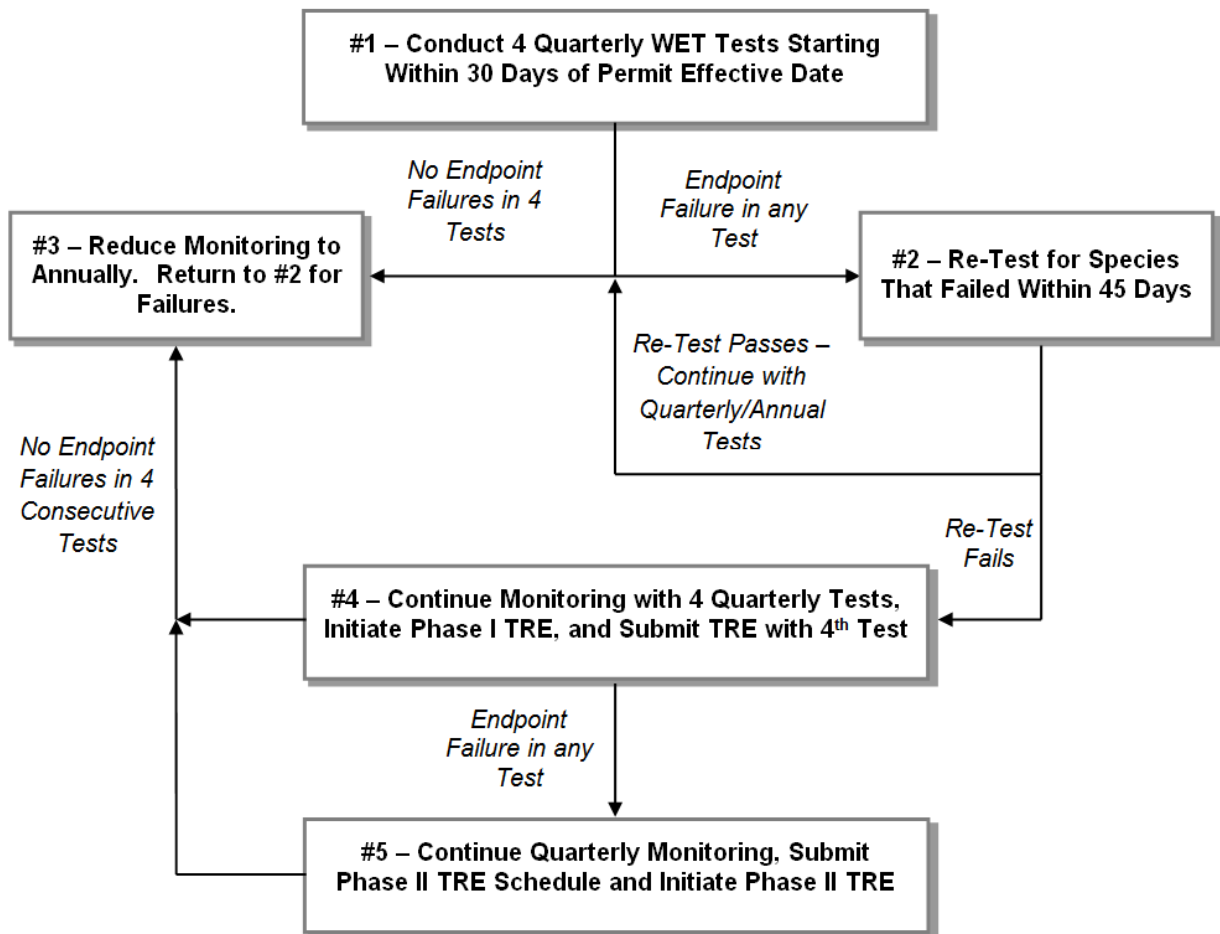 #1 – Conduct 4 Quarterly WET Tests Starting
Within 30 Days of Permit Effective Date
No Endpoint
Failures in 4
Tests
Endpoint
Failure in any
Test
#3 – Reduce Monitoring to
Annually.   Return to #2 for
Failures.
#2 – Re-Test for Species
That Failed Within 45 Days
Re-Test Passes –
Continue with
Quarterly/Annual
Tests
No Endpoint
Failures in 4
Consecutive
Tests
Re-Test
Fails
#4 – Continue Monitoring with 4 Quarterly Tests,
Initiate Phase I TRE, and Submit TRE with 4th Test
Endpoint
Failure in any
Test
#5 – Continue Quarterly Monitoring, Submit
Phase II TRE Schedule and Initiate Phase II TRE